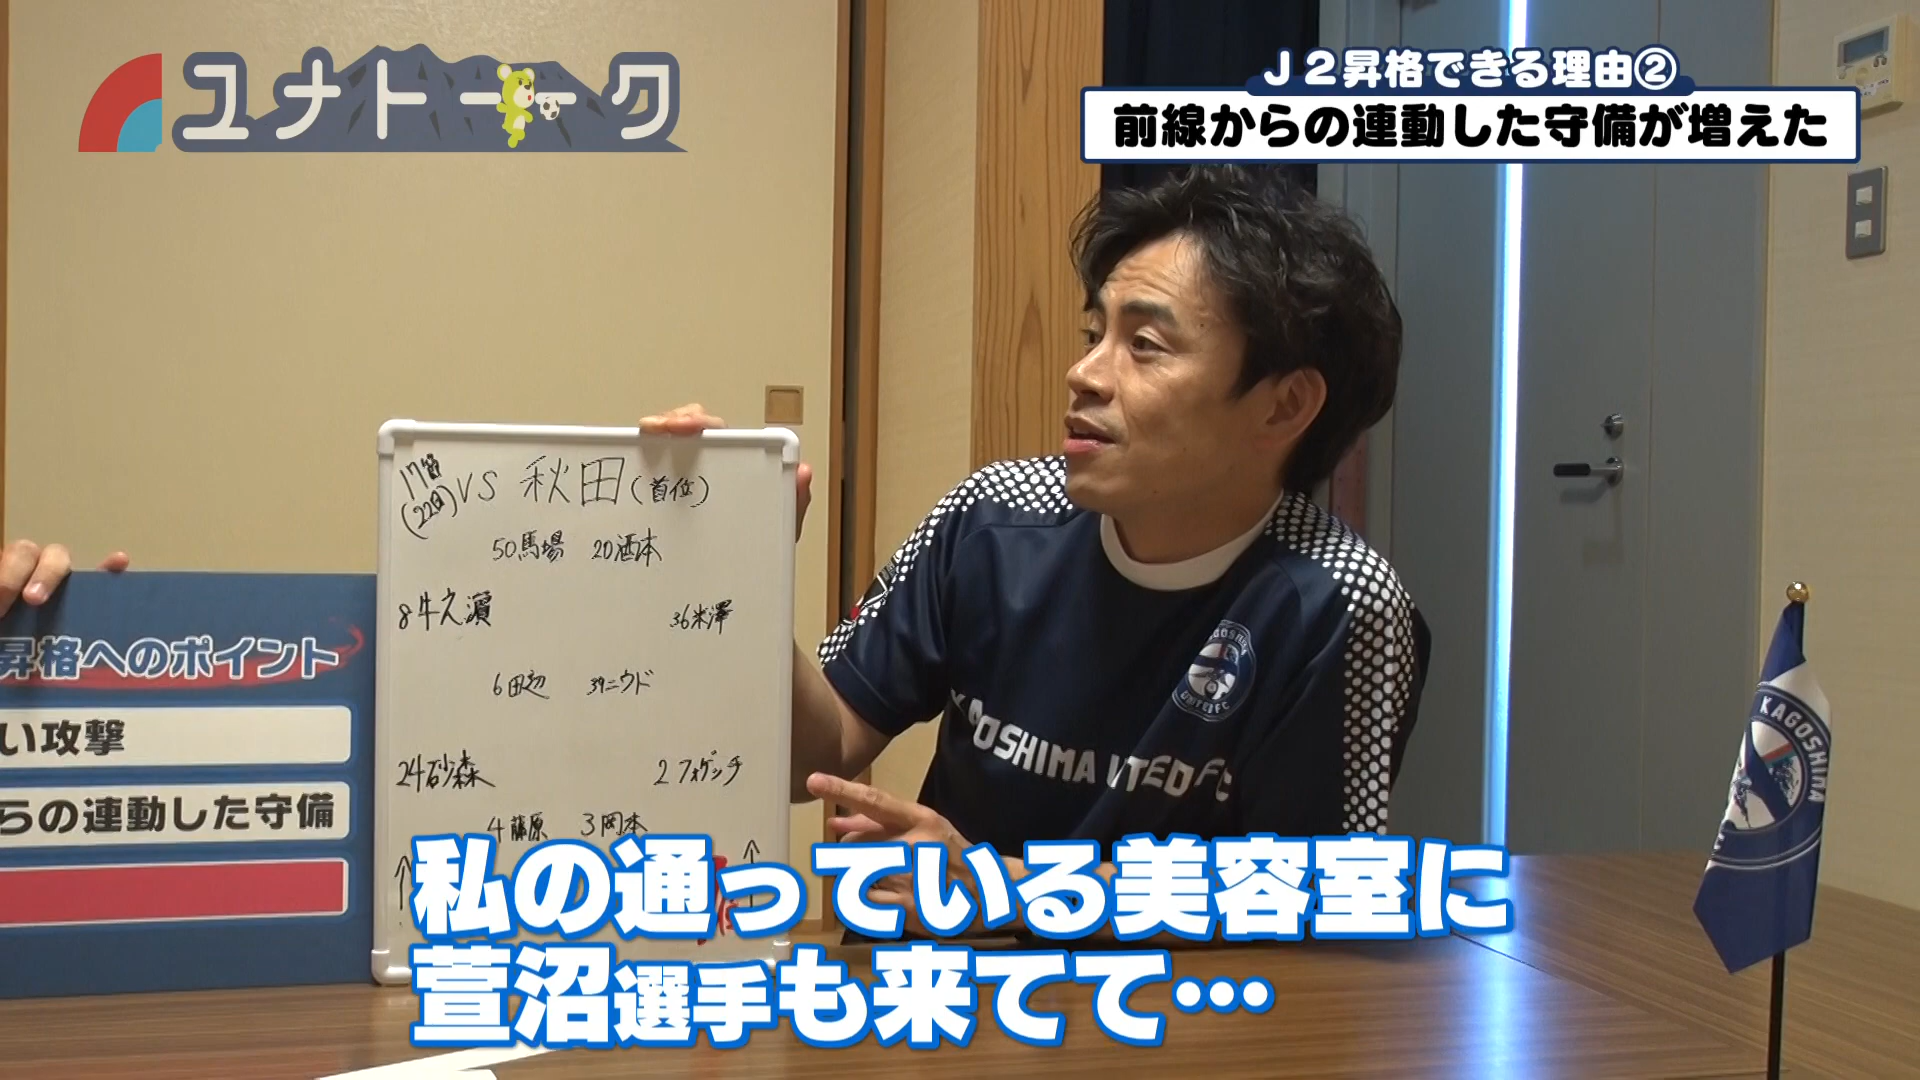 ユナトーーク
J2昇格できる理由②
前線からの連動した守備が増えた
17節
(22日)
VS 秋田(首位)
50馬場 20酒本
8牛之濵 36米澤
6田辺 39ニウド
24砂森 2フォゲッチ
4藤原 3岡本
昇格へのポイント
い攻撃
らの連動した守備
KAGOSHIMA UNITED FC
KAGOSHIMA
UNITED FC
KAGOSHIMA
私の通っている美容室に
萱沼選手も来てて…